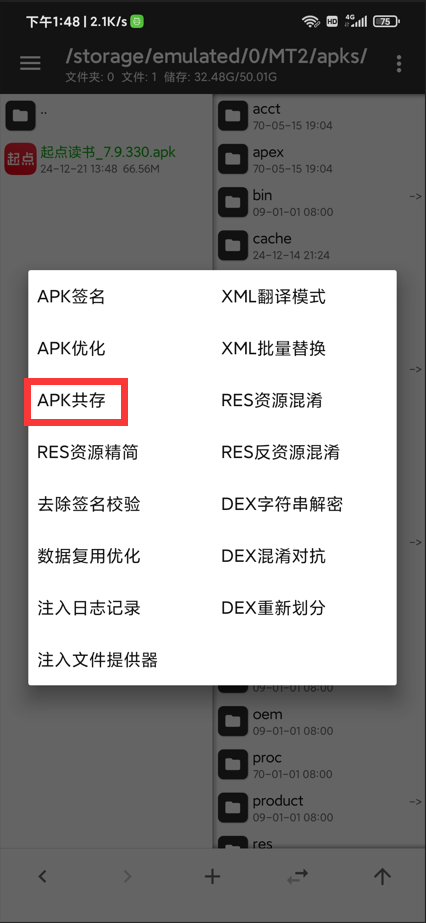 下午1:48 | 2.1K/s
HD
4G
75
/storage/emulated/0/MT2/apks/
文件夹: 0 文件: 1 储存: 32.48G/50.01G
..
起点
起点读书_7.9.330.apk
24-12-21 13:48 66.56M
acct
70-05-15 19:04
apex
70-05-15 19:04
bin
09-01-01 08:00
->
cache
24-12-14 21:24
APK签名
XML翻译模式
APK优化
XML批量替换
->
APK共存
RES资源混淆
RES资源精简
RES反资源混淆
去除签名校验
DEX字符串解密
->
数据复用优化
DEX混淆对抗
注入日志记录
DEX重新划分
注入文件提供器
09-01-01 08:00
oem
09-01-01 08:00
proc
70-01-01 08:00
product
09-01-01 08:00
->
res